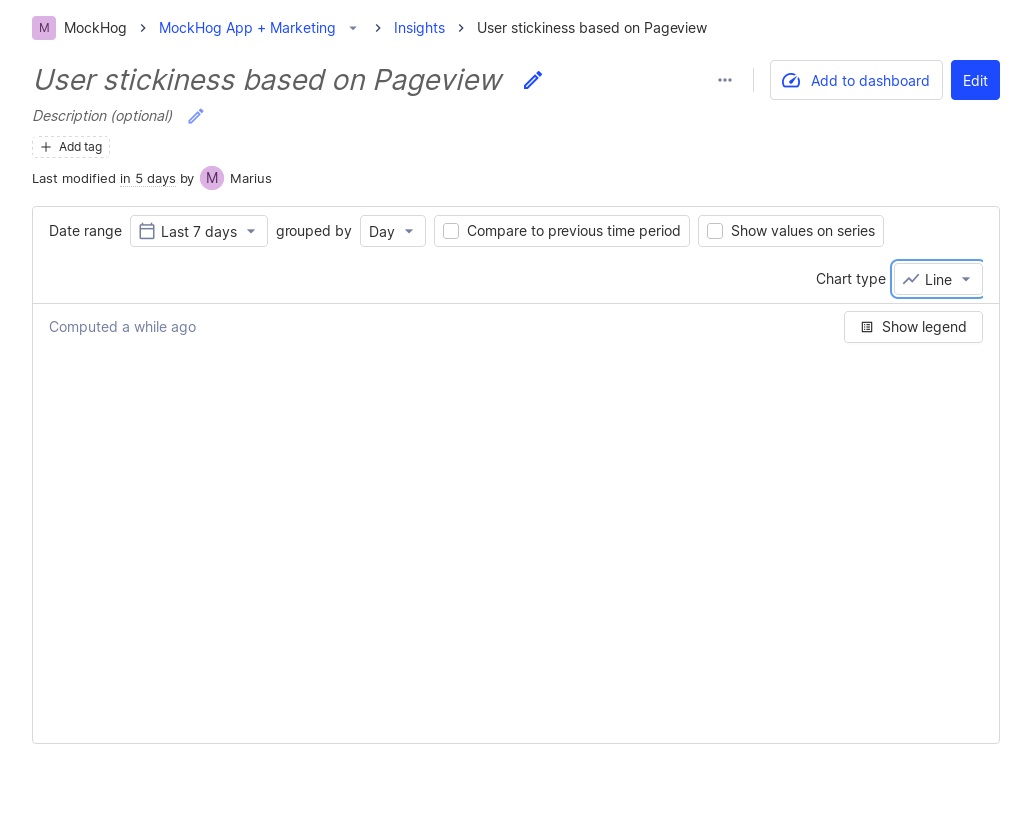 M MockHog MockHog App + Marketing Insights User stickiness based on Pageview
User stickiness based on Pageview Add to dashboard Edit
Description (optional)
Add tag
Last modified in 5 days by M Marius
Date range Last 7 days grouped by Day Compare to previous time period Show values on series
Chart type Line
Computed a while ago Show legend